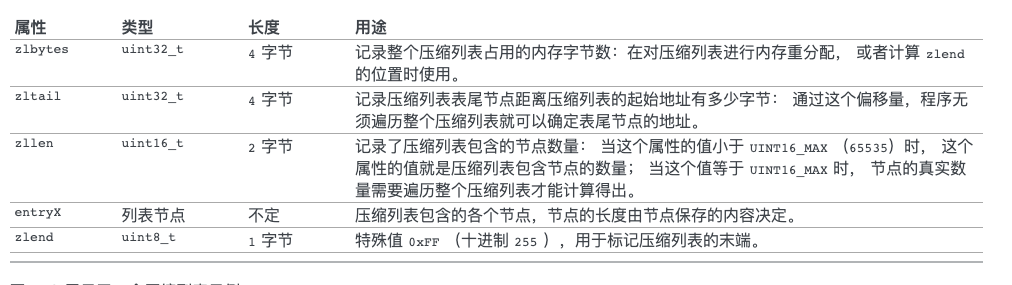 属性 类型 长度 用途
zlbytes uint32_t 4 字节 记录整个压缩列表占用的内存字节数：在对压缩列表进行内存重分配， 或者计算 zlend
的位置时使用。
zltail uint32_t 4 字节 记录压缩列表表尾节点距离压缩列表的起始地址有多少字节： 通过这个偏移量，程序无
须遍历整个压缩列表就可以确定表尾节点的地址。
zllen uint16_t 2 字节 记录了压缩列表包含的节点数量： 当这个属性的值小于 UINT16_MAX （65535）时， 这个
属性的值就是压缩列表包含节点的数量； 当这个值等于 UINT16_MAX 时， 节点的真实数
量需要遍历整个压缩列表才能计算得出。
entryX 列表节点 不定 压缩列表包含的各个节点，节点的长度由节点保存的内容决定。
zlend uint8_t 1 字节 特殊值 0xFF （十进制 255 ），用于标记压缩列表的末端。